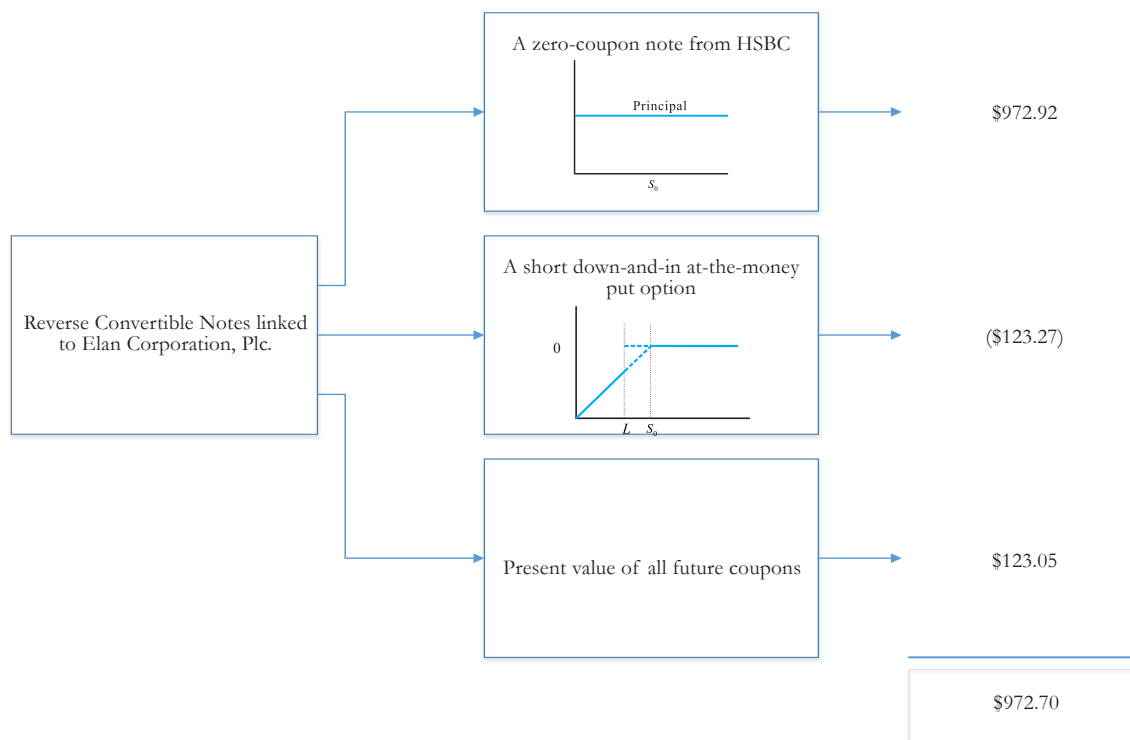 A zero-coupon note from HSBC
Principal
S₀
$972.92
Reverse Convertible Notes linked
to Elan Corporation, Plc.
A short down-and-in at-the-money
put option
0
L S₀
($123.27)
Present value of all future coupons
$123.05
$972.70